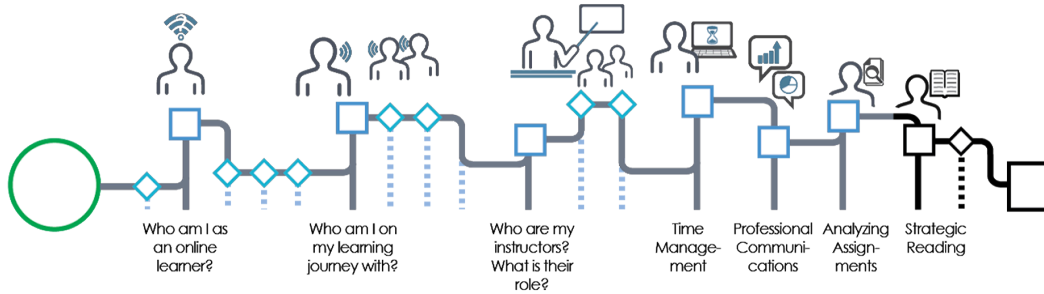 Who am I as
an online
learner?
Who am I on
my learning
journey with?
Who are my
instructors?
What is their
role?
Time
Manage-
ment
Professional
Communi-
cations
Analyzing
Assign-
ments
Strategic
Reading